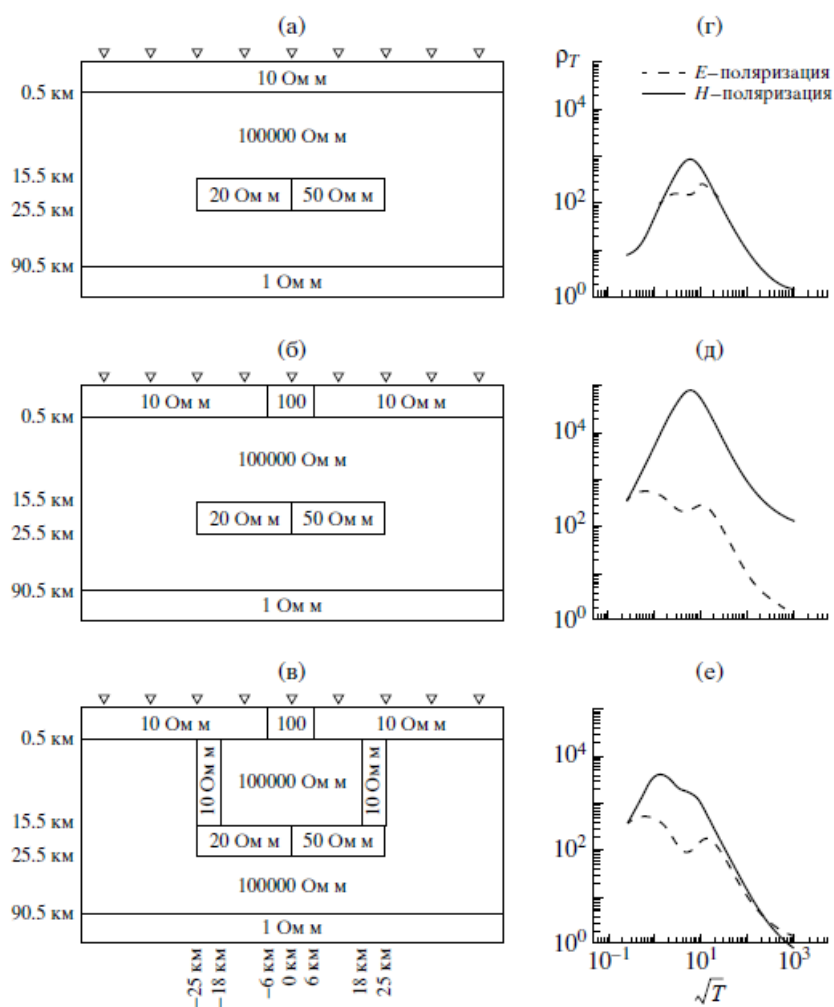 (а)
10 Ом м
0.5 км
100000 Ом м
15.5 км
20 Ом м 50 Ом м
25.5 км
90.5 км
1 Ом м
(г)
ρT
E–поляризация
H–поляризация
10^4
10^2
10^0
(б)
10 Ом м 100 10 Ом м
0.5 км
100000 Ом м
15.5 км
20 Ом м 50 Ом м
25.5 км
90.5 км
1 Ом м
(д)
10^4
10^2
10^0
(в)
10 Ом м 100 10 Ом м
0.5 км
10 Ом м 100000 Ом м 10 Ом м
15.5 км
20 Ом м 50 Ом м
25.5 км
100000 Ом м
90.5 км
1 Ом м
–25 км –18 км –6 км 0 км 6 км 18 км 25 км
(е)
10^4
10^2
10^0
10^–1 10^1 10^3
√T